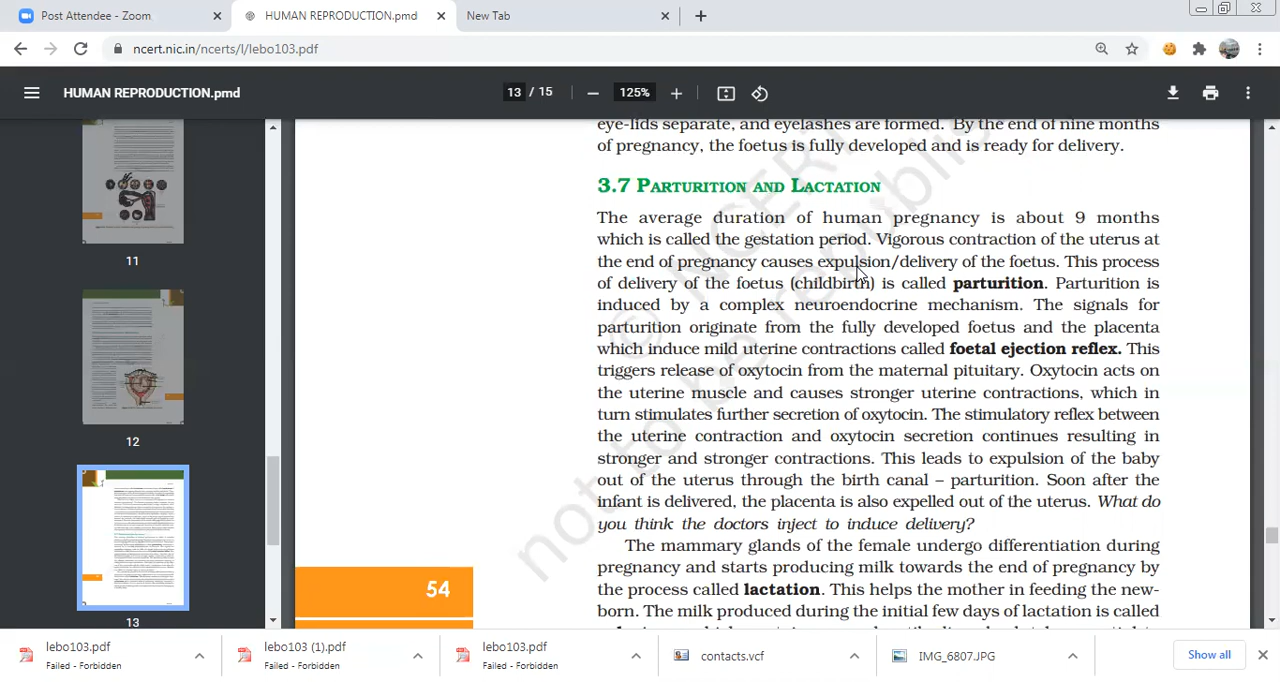 Post Attendee - Zoom
HUMAN REPRODUCTION.pmd
New Tab
ncert.nic.in/ncerts/l/lebo103.pdf
HUMAN REPRODUCTION.pmd
13 / 15
125%
11
12
13
eye-lids separate, and eyelashes are formed. By the end of nine months
of pregnancy, the foetus is fully developed and is ready for delivery.
3.7 PARTURITION AND LACTATION
The average duration of human pregnancy is about 9 months
which is called the gestation period. Vigorous contraction of the uterus at
the end of pregnancy causes expulsion/delivery of the foetus. This process
of delivery of the foetus (childbirth) is called parturition. Parturition is
induced by a complex neuroendocrine mechanism. The signals for
parturition originate from the fully developed foetus and the placenta
which induce mild uterine contractions called foetal ejection reflex. This
triggers release of oxytocin from the maternal pituitary. Oxytocin acts on
the uterine muscle and causes stronger uterine contractions, which in
turn stimulates further secretion of oxytocin. The stimulatory reflex between
the uterine contraction and oxytocin secretion continues resulting in
stronger and stronger contractions. This leads to expulsion of the baby
out of the uterus through the birth canal – parturition. Soon after the
infant is delivered, the placenta is also expelled out of the uterus. What do
you think the doctors inject to induce delivery?
The mammary glands of the female undergo differentiation during
pregnancy and starts producing milk towards the end of pregnancy by
the process called lactation. This helps the mother in feeding the new-
born. The milk produced during the initial few days of lactation is called
54
© NCERT
not to be republis
lebo103.pdf
Failed - Forbidden
lebo103 (1).pdf
Failed - Forbidden
lebo103.pdf
Failed - Forbidden
contacts.vcf
IMG_6807.JPG
Show all